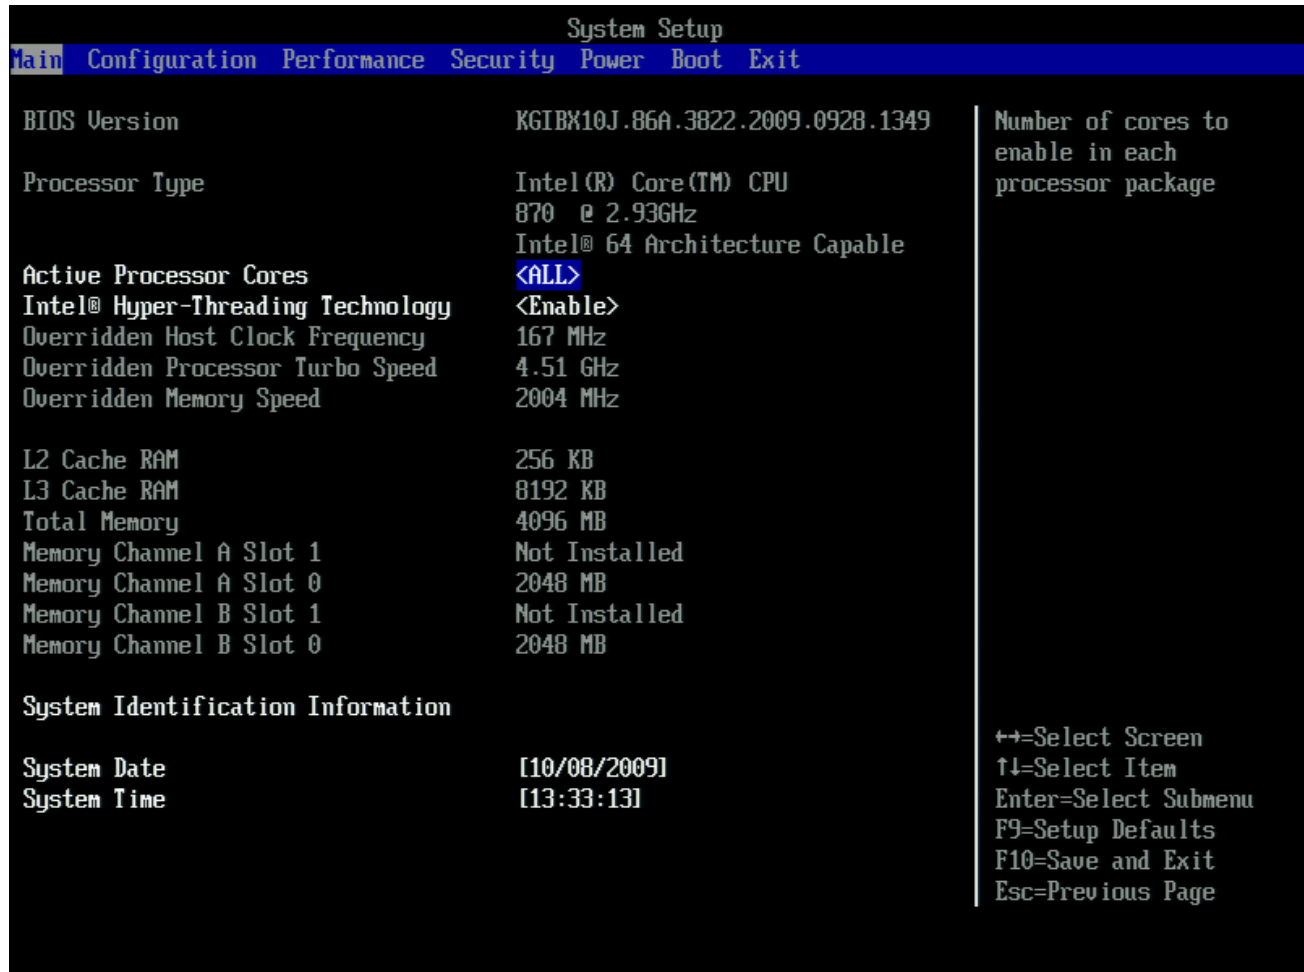 System Setup
Main Configuration Performance Security Power Boot Exit
BIOS Version KGIBX10J.86A.3822.2009.0928.1349
Processor Type Intel(R) Core(TM) CPU
870 @ 2.93GHz
Intel® 64 Architecture Capable
Active Processor Cores <ALL>
Intel® Hyper-Threading Technology <Enable>
Overridden Host Clock Frequency 167 MHz
Overridden Processor Turbo Speed 4.51 GHz
Overridden Memory Speed 2004 MHz
L2 Cache RAM 256 KB
L3 Cache RAM 8192 KB
Total Memory 4096 MB
Memory Channel A Slot 1 Not Installed
Memory Channel A Slot 0 2048 MB
Memory Channel B Slot 1 Not Installed
Memory Channel B Slot 0 2048 MB
System Identification Information
System Date [10/08/2009]
System Time [13:33:13]
Number of cores to
enable in each
processor package
←→=Select Screen
↑↓=Select Item
Enter=Select Submenu
F9=Setup Defaults
F10=Save and Exit
Esc=Previous Page